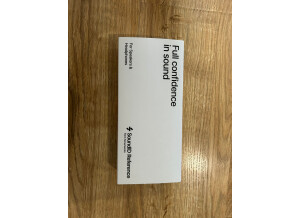 Full confidence
in sound
For Speakers &
Headphones
SoundID Reference